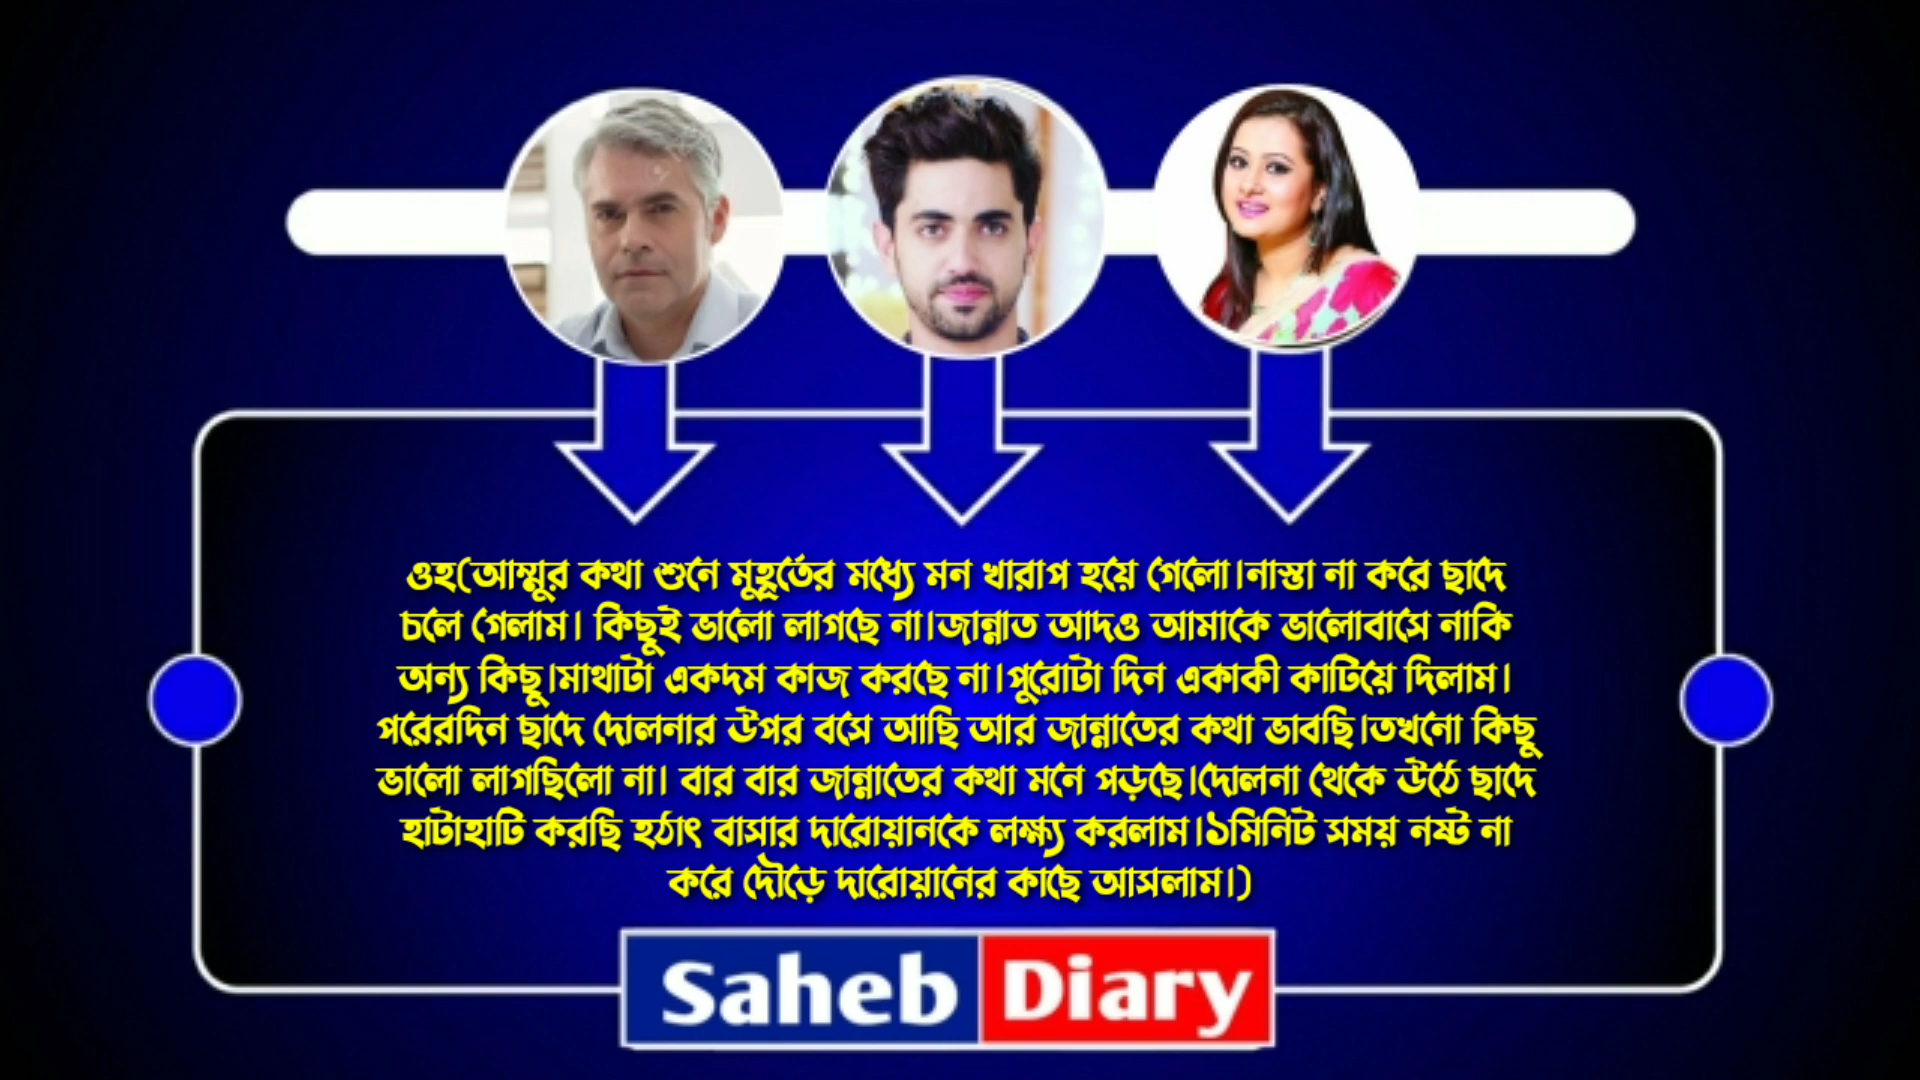 ওহ(আম্মুর কথা শুনে মুহূর্তের মধ্যে মন খারাপ হয়ে গেলো।নাস্তা না করে ছাদে
চলে গেলাম। কিছুই ভালো লাগছে না।জান্নাত আদও আমাকে ভালোবাসে নাকি
অন্য কিছু।মাথাটা একদম কাজ করছে না।পুরোটা দিন একাকী কাটিয়ে দিলাম।
পরেরদিন ছাদে দোলনার উপর বসে আছি আর জান্নাতের কথা ভাবছি।তখনো কিছু
ভালো লাগছিলো না। বার বার জান্নাতের কথা মনে পড়ছে।দোলনা থেকে উঠে ছাদে
হাটাহাটি করছি হঠাৎ বাসার দারোয়ানকে লক্ষ্য করলাম।১মিনিট সময় নষ্ট না
করে দৌড়ে দারোয়ানের কাছে আসলাম।)
Saheb Diary